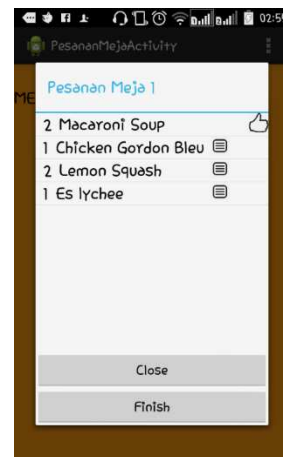 02:5
PesananMejaActivity
ME
Pesanan Meja 1
2 Macaroni Soup
1 Chicken Gordon Bleu
2 Lemon Squash
1 Es lychee
Close
Finish